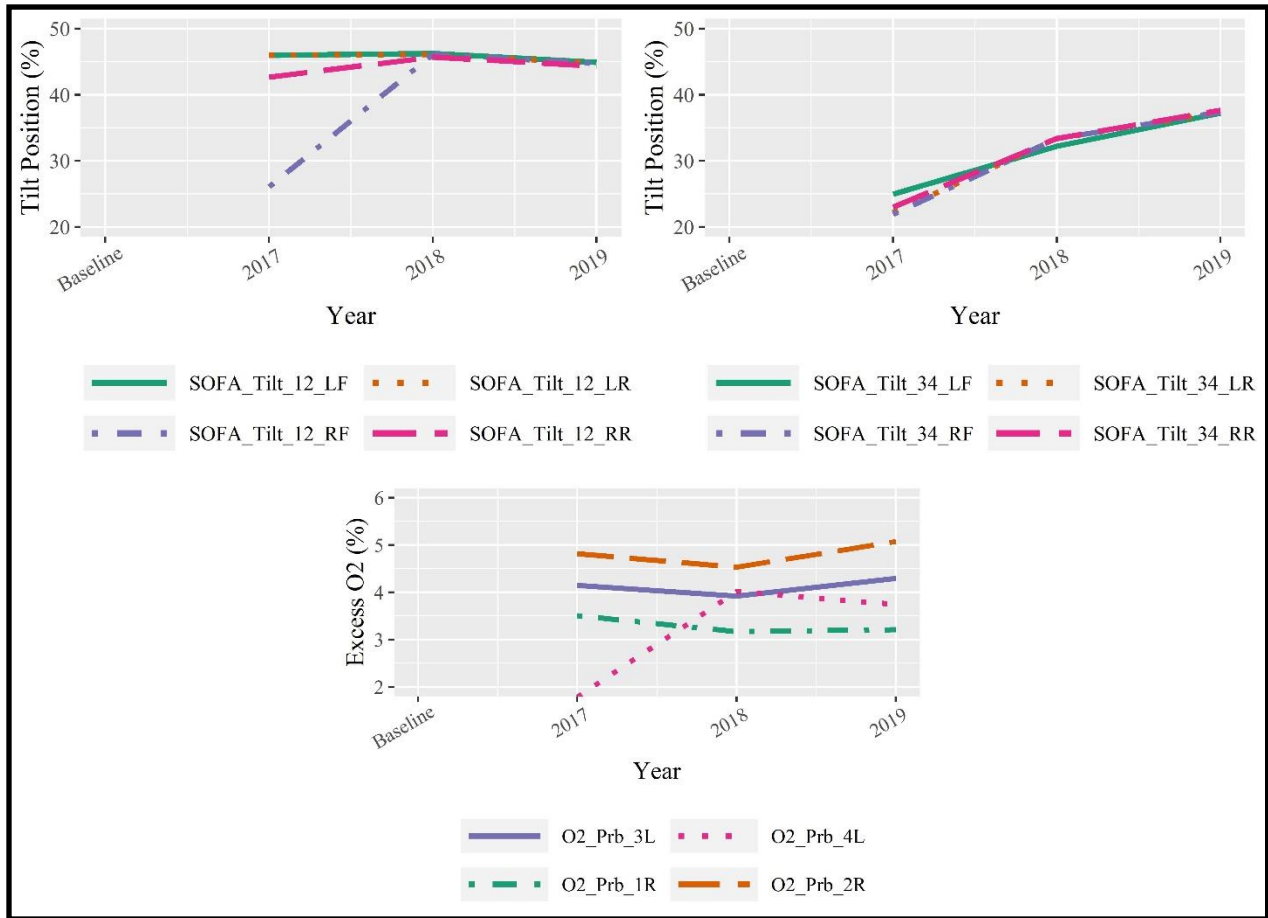 50
40
30
20
Tilt Position (%)
Baseline
2017
2018
2019
Year
SOFA_Tilt_12_LF
SOFA_Tilt_12_LR
SOFA_Tilt_12_RF
SOFA_Tilt_12_RR
50
40
30
20
Tilt Position (%)
Baseline
2017
2018
2019
Year
SOFA_Tilt_34_LF
SOFA_Tilt_34_LR
SOFA_Tilt_34_RF
SOFA_Tilt_34_RR
6
5
4
3
2
Excess O2 (%)
Baseline
2017
2018
2019
Year
O2_Prb_3L
O2_Prb_4L
O2_Prb_1R
O2_Prb_2R